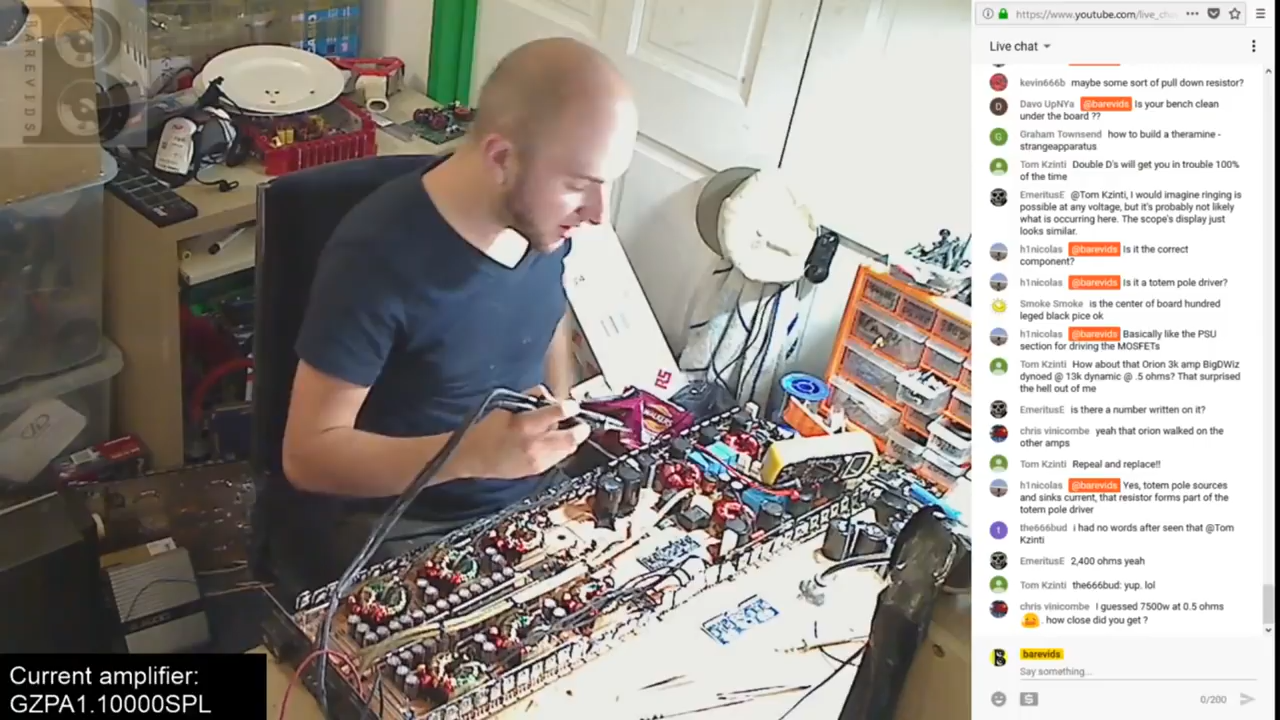 BAREVIDS
https://www.youtube.com/live_ch
Live chat
kevin666b maybe some sort of pull down resistor?
Davo UpNYa @barevids Is your bench clean
under the board ??
Graham Townsend how to build a theramine -
strangeapparatus
Tom Kzinti Double D's will get you in trouble 100%
of the time
EmeritusE @Tom Kzinti, I would imagine ringing is
possible at any voltage, but it's probably not likely
what is occurring here. The scope's display just
looks similar.
h1nicolas @barevids Is it the correct
component?
h1nicolas @barevids Is it a totem pole driver?
Smoke Smoke is the center of board hundred
leged black pice ok
h1nicolas @barevids Basically like the PSU
section for driving the MOSFETs
Tom Kzinti How about that Orion 3k amp BigDWiz
dynoed @ 13k dynamic @ .5 ohms? That surprised
the hell out of me
EmeritusE is there a number written on it?
chris vinicombe yeah that orion walked on the
other amps
Tom Kzinti Repeal and replace!!
h1nicolas @barevids Yes, totem pole sources
and sinks current, that resistor forms part of the
totem pole driver
the666bud i had no words after seen that @Tom
Kzinti
EmeritusE 2,400 ohms yeah
Tom Kzinti the666bud: yup. lol
chris vinicombe I guessed 7500w at 0.5 ohms
. how close did you get ?
barevids
Say something...
0/200
RS
WALKERS
Current amplifier:
GZPA1.10000SPL